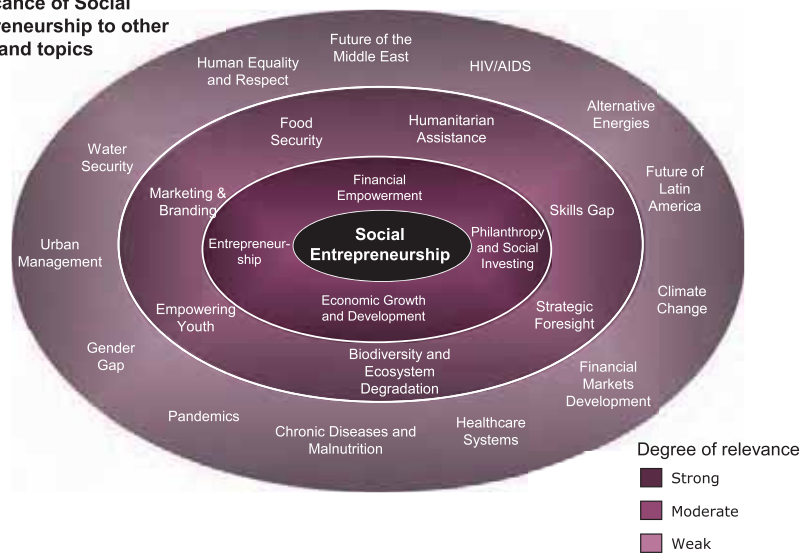 cance of Social
reneurship to other
and topics
Future of the
Middle East
Human Equality
and Respect
HIV/AIDS
Alternative
Energies
Food
Security
Humanitarian
Assistance
Water
Security
Future of
Latin
America
Financial
Empowerment
Marketing &
Branding
Skills Gap
Social
Entrepreneurship
Entrepreneur-
ship
Philanthropy
and Social
Investing
Urban
Management
Economic Growth
and Development
Climate
Change
Empowering
Youth
Strategic
Foresight
Gender
Gap
Biodiversity and
Ecosystem
Degradation
Financial
Markets
Development
Pandemics
Chronic Diseases and
Malnutrition
Healthcare
Systems
Degree of relevance
Strong
Moderate
Weak